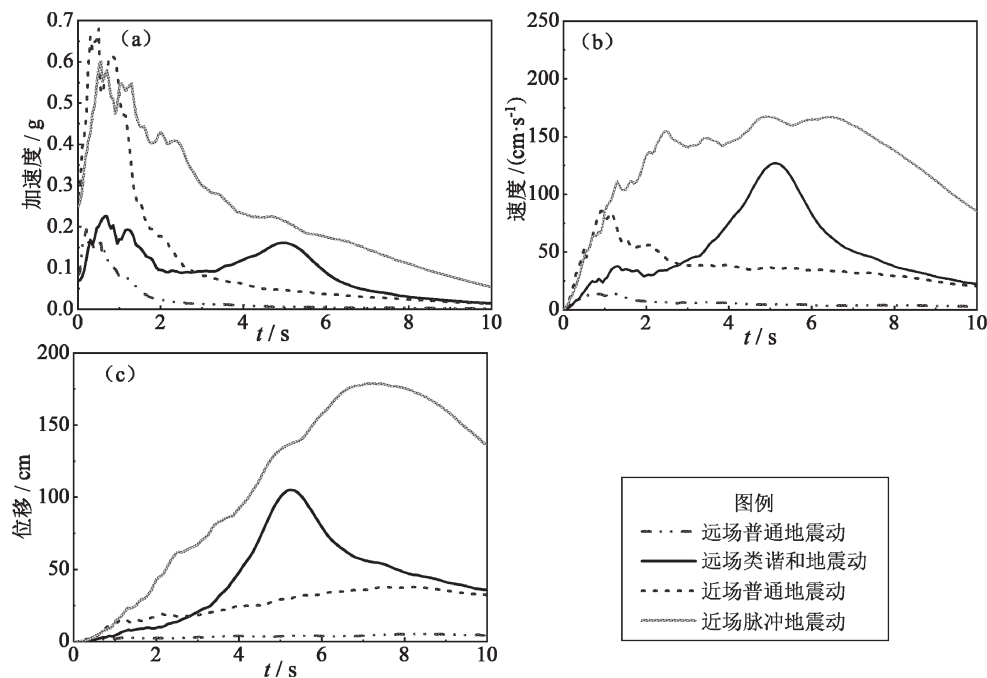 (a)
加速度 / g
0.7
0.6
0.5
0.4
0.3
0.2
0.1
0.0
0 2 4 6 8 10
t / s
(b)
速度 /(cm·s⁻¹)
250
200
150
100
50
0
0 2 4 6 8 10
t / s
(c)
位移 / cm
200
150
100
50
0
0 2 4 6 8 10
t / s
图例
远场普通地震动
远场类谐和地震动
近场普通地震动
近场脉冲地震动